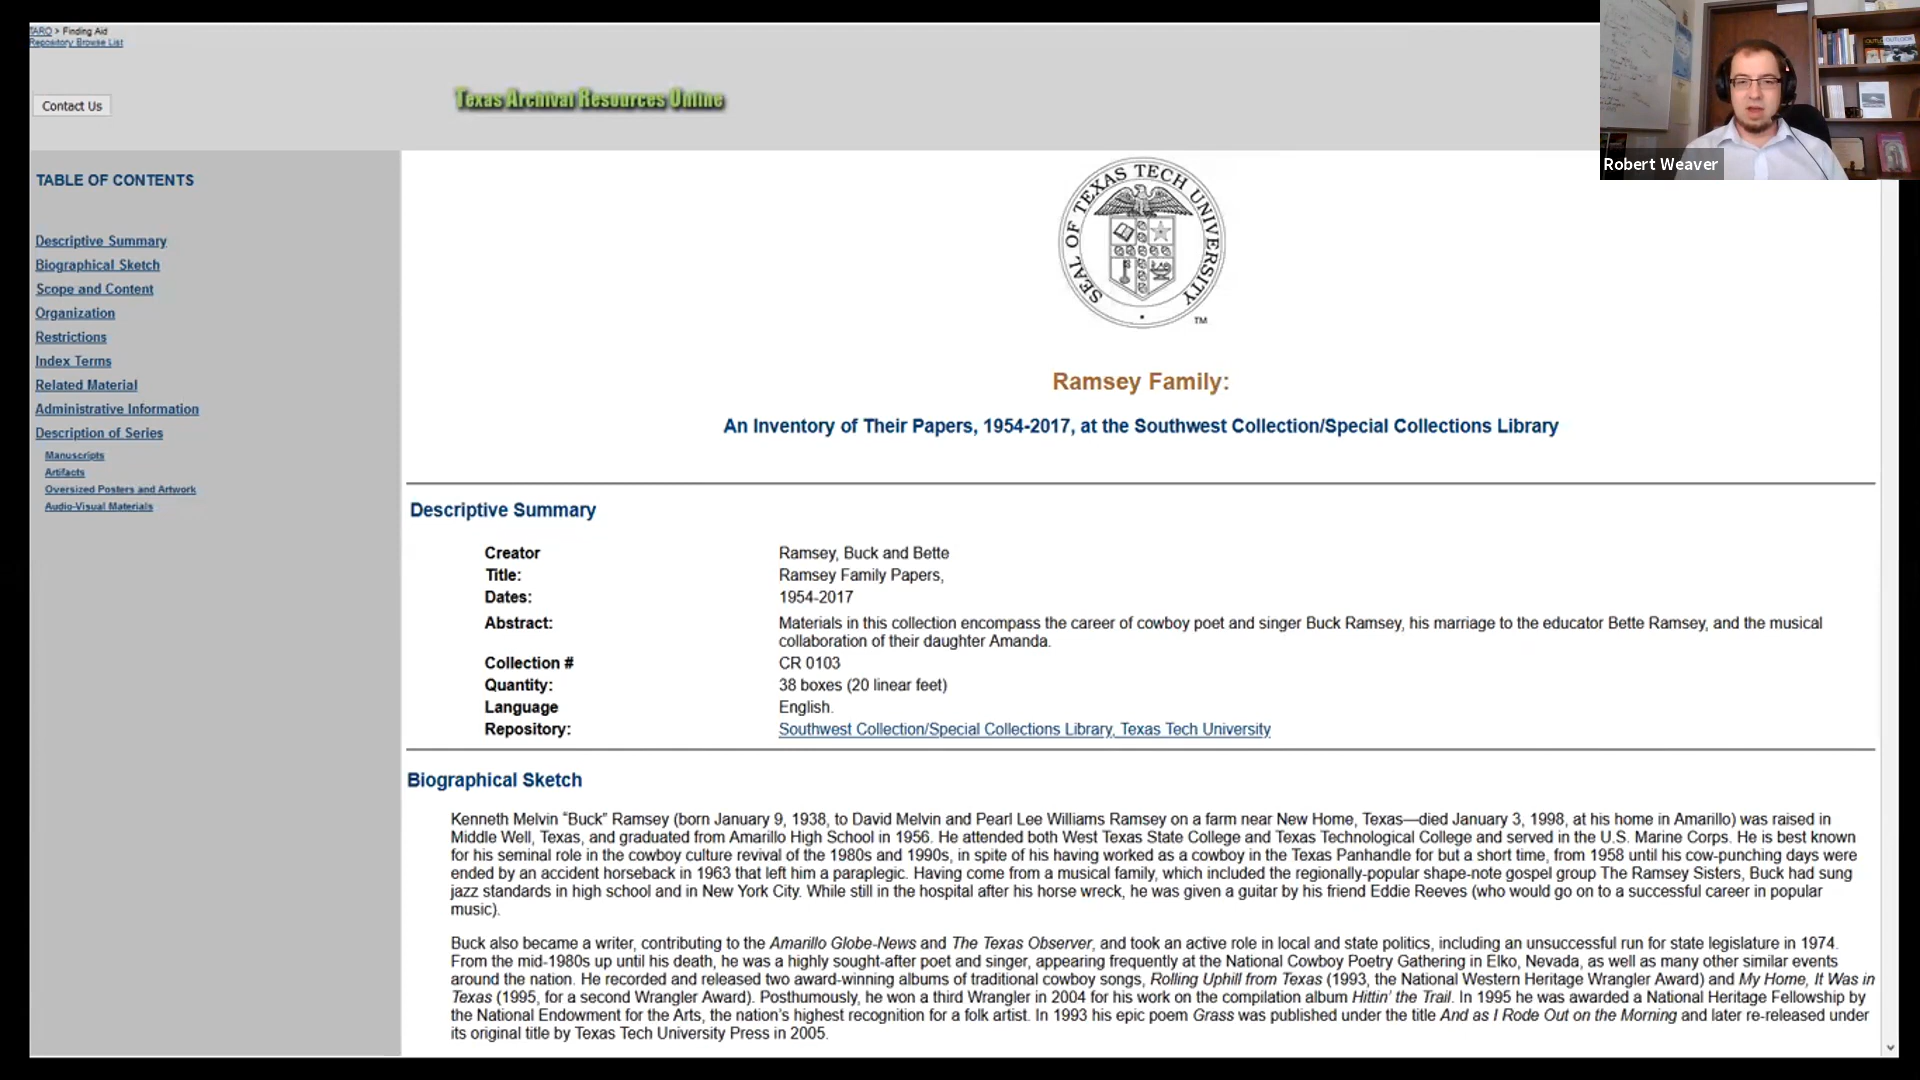 TARO > Finding Aid
Repository Browse List
Contact Us
Texas Archival Resources Online
Robert Weaver
TABLE OF CONTENTS
Descriptive Summary
Biographical Sketch
Scope and Content
Organization
Restrictions
Index Terms
Related Material
Administrative Information
Description of Series
Manuscripts
Artifacts
Oversized Posters and Artwork
Audio-Visual Materials
SEAL OF TEXAS TECH UNIVERSITY
TM
Ramsey Family:
An Inventory of Their Papers, 1954-2017, at the Southwest Collection/Special Collections Library
Descriptive Summary
Creator Ramsey, Buck and Bette
Title: Ramsey Family Papers,
Dates: 1954-2017
Abstract: Materials in this collection encompass the career of cowboy poet and singer Buck Ramsey, his marriage to the educator Bette Ramsey, and the musical
collaboration of their daughter Amanda.
Collection # CR 0103
Quantity: 38 boxes (20 linear feet)
Language English.
Repository: Southwest Collection/Special Collections Library, Texas Tech University
Biographical Sketch
Kenneth Melvin “Buck” Ramsey (born January 9, 1938, to David Melvin and Pearl Lee Williams Ramsey on a farm near New Home, Texas—died January 3, 1998, at his home in Amarillo) was raised in
Middle Well, Texas, and graduated from Amarillo High School in 1956. He attended both West Texas State College and Texas Technological College and served in the U.S. Marine Corps. He is best known
for his seminal role in the cowboy culture revival of the 1980s and 1990s, in spite of his having worked as a cowboy in the Texas Panhandle for but a short time, from 1958 until his cow-punching days were
ended by an accident horseback in 1963 that left him a paraplegic. Having come from a musical family, which included the regionally-popular shape-note gospel group The Ramsey Sisters, Buck had sung
jazz standards in high school and in New York City. While still in the hospital after his horse wreck, he was given a guitar by his friend Eddie Reeves (who would go on to a successful career in popular
music).
Buck also became a writer, contributing to the Amarillo Globe-News and The Texas Observer, and took an active role in local and state politics, including an unsuccessful run for state legislature in 1974.
From the mid-1980s up until his death, he was a highly sought-after poet and singer, appearing frequently at the National Cowboy Poetry Gathering in Elko, Nevada, as well as many other similar events
around the nation. He recorded and released two award-winning albums of traditional cowboy songs, Rolling Uphill from Texas (1993, the National Western Heritage Wrangler Award) and My Home, It Was in
Texas (1995, for a second Wrangler Award). Posthumously, he won a third Wrangler in 2004 for his work on the compilation album Hittin’ the Trail. In 1995 he was awarded a National Heritage Fellowship by
the National Endowment for the Arts, the nation’s highest recognition for a folk artist. In 1993 his epic poem Grass was published under the title And as I Rode Out on the Morning and later re-released under
its original title by Texas Tech University Press in 2005.